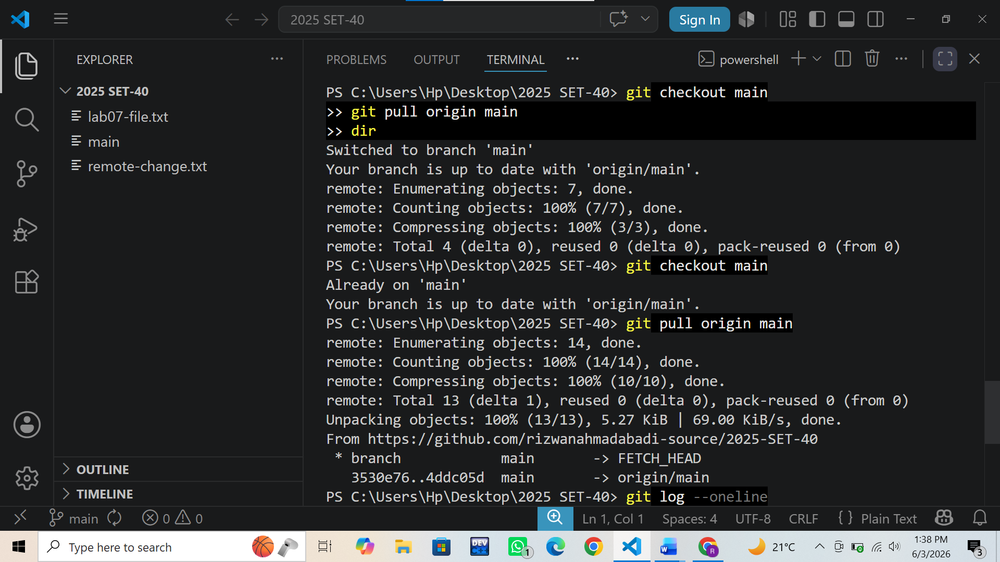 2025 SET-40
Sign In
EXPLORER
PROBLEMS OUTPUT TERMINAL
powershell
2025 SET-40
lab07-file.txt
main
remote-change.txt
PS C:\Users\Hp\Desktop\2025 SET-40> git checkout main
>> git pull origin main
>> dir
Switched to branch 'main'
Your branch is up to date with 'origin/main'.
remote: Enumerating objects: 7, done.
remote: Counting objects: 100% (7/7), done.
remote: Compressing objects: 100% (3/3), done.
remote: Total 4 (delta 0), reused 0 (delta 0), pack-reused 0 (from 0)
PS C:\Users\Hp\Desktop\2025 SET-40> git checkout main
Already on 'main'
Your branch is up to date with 'origin/main'.
PS C:\Users\Hp\Desktop\2025 SET-40> git pull origin main
remote: Enumerating objects: 14, done.
remote: Counting objects: 100% (14/14), done.
remote: Compressing objects: 100% (10/10), done.
remote: Total 13 (delta 1), reused 0 (delta 0), pack-reused 0 (from 0)
Unpacking objects: 100% (13/13), 5.27 KiB | 69.00 KiB/s, done.
From https://github.com/rizwanahmadabadi-source/2025-SET-40
 * branch            main       -> FETCH_HEAD
   3530e76..4ddc05d  main       -> origin/main
PS C:\Users\Hp\Desktop\2025 SET-40> git log --oneline
OUTLINE
TIMELINE
main 0 0 Ln 1, Col 1 Spaces: 4 UTF-8 CRLF {} Plain Text
Type here to search
DEV C++
1
W
R
21°C
1:38 PM
6/3/2026
3